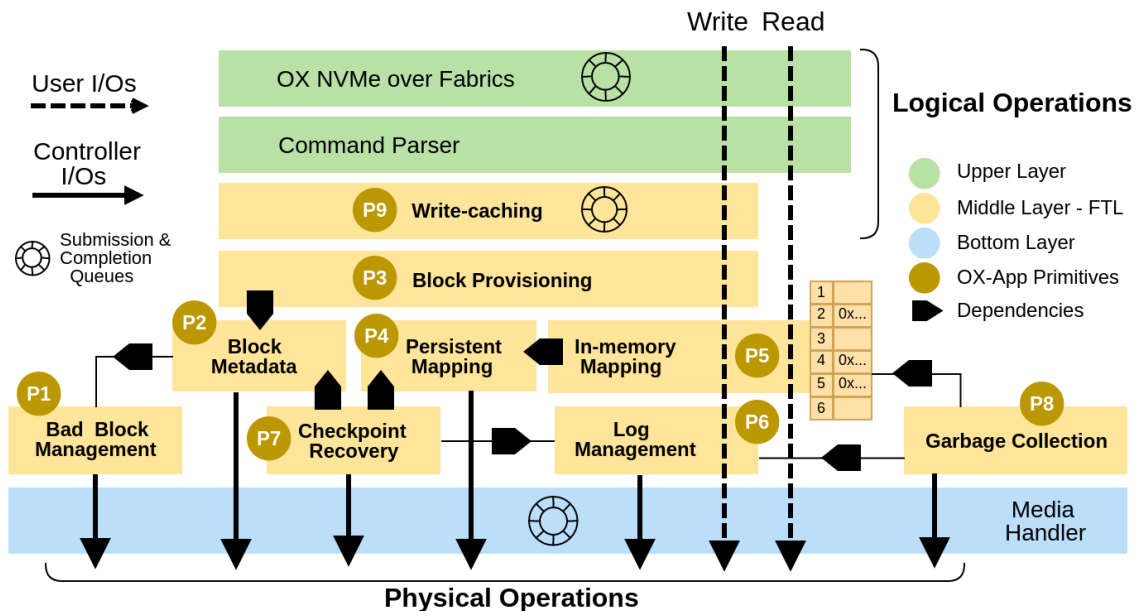 Write Read
User I/Os
Controller
I/Os
Submission &
Completion
Queues
OX NVMe over Fabrics
Command Parser
P9 Write-caching
P3 Block Provisioning
Logical Operations
Upper Layer
Middle Layer - FTL
Bottom Layer
OX-App Primitives
Dependencies
P2
Block
Metadata
P4
Persistent
Mapping
In-memory
Mapping
P5
1
2 0x...
3
4 0x...
5 0x...
6
P1
Bad Block
Management
P7
Checkpoint
Recovery
Log
Management
P6
P8
Garbage Collection
Media
Handler
Physical Operations